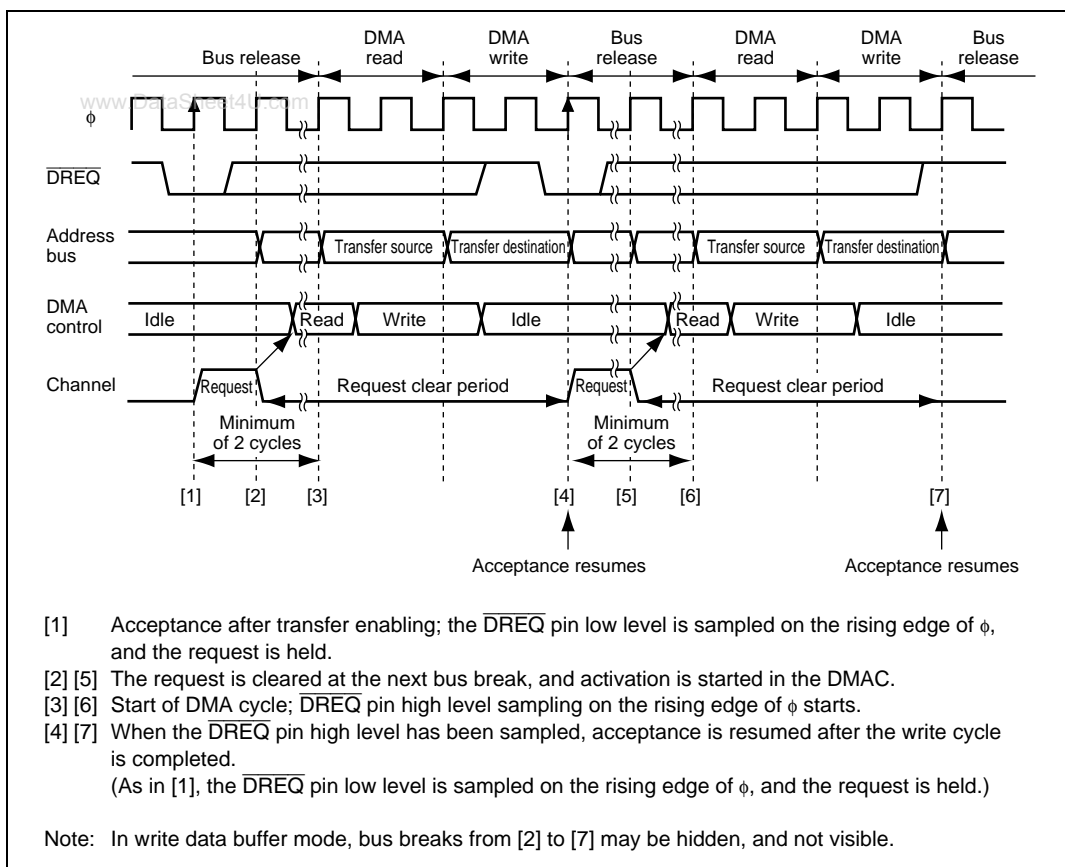 Bus release
DMA read
DMA write
Bus release
DMA read
DMA write
Bus release
www.DataSheet4U.com
ϕ
DREQ
Address bus
Transfer source
Transfer destination
Transfer source
Transfer destination
DMA control
Idle
Read
Write
Idle
Read
Write
Idle
Channel
Request
Request clear period
Request
Request clear period
Minimum of 2 cycles
Minimum of 2 cycles
[1]
[2]
[3]
[4]
[5]
[6]
[7]
Acceptance resumes
Acceptance resumes
[1] Acceptance after transfer enabling; the DREQ pin low level is sampled on the rising edge of ϕ,
and the request is held.
[2] [5] The request is cleared at the next bus break, and activation is started in the DMAC.
[3] [6] Start of DMA cycle; DREQ pin high level sampling on the rising edge of ϕ starts.
[4] [7] When the DREQ pin high level has been sampled, acceptance is resumed after the write cycle
is completed.
(As in [1], the DREQ pin low level is sampled on the rising edge of ϕ, and the request is held.)
Note: In write data buffer mode, bus breaks from [2] to [7] may be hidden, and not visible.